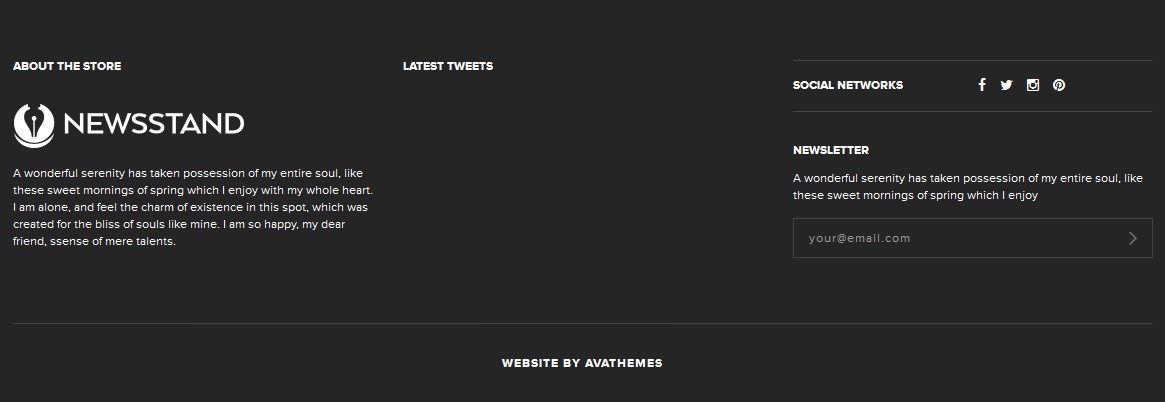 ABOUT THE STORE
NEWSSTAND
A wonderful serenity has taken possession of my entire soul, like
these sweet mornings of spring which I enjoy with my whole heart.
I am alone, and feel the charm of existence in this spot, which was
created for the bliss of souls like mine. I am so happy, my dear
friend, ssense of mere talents.
LATEST TWEETS
SOCIAL NETWORKS
NEWSLETTER
A wonderful serenity has taken possession of my entire soul, like
these sweet mornings of spring which I enjoy
your@email.com
WEBSITE BY AVATHEMES